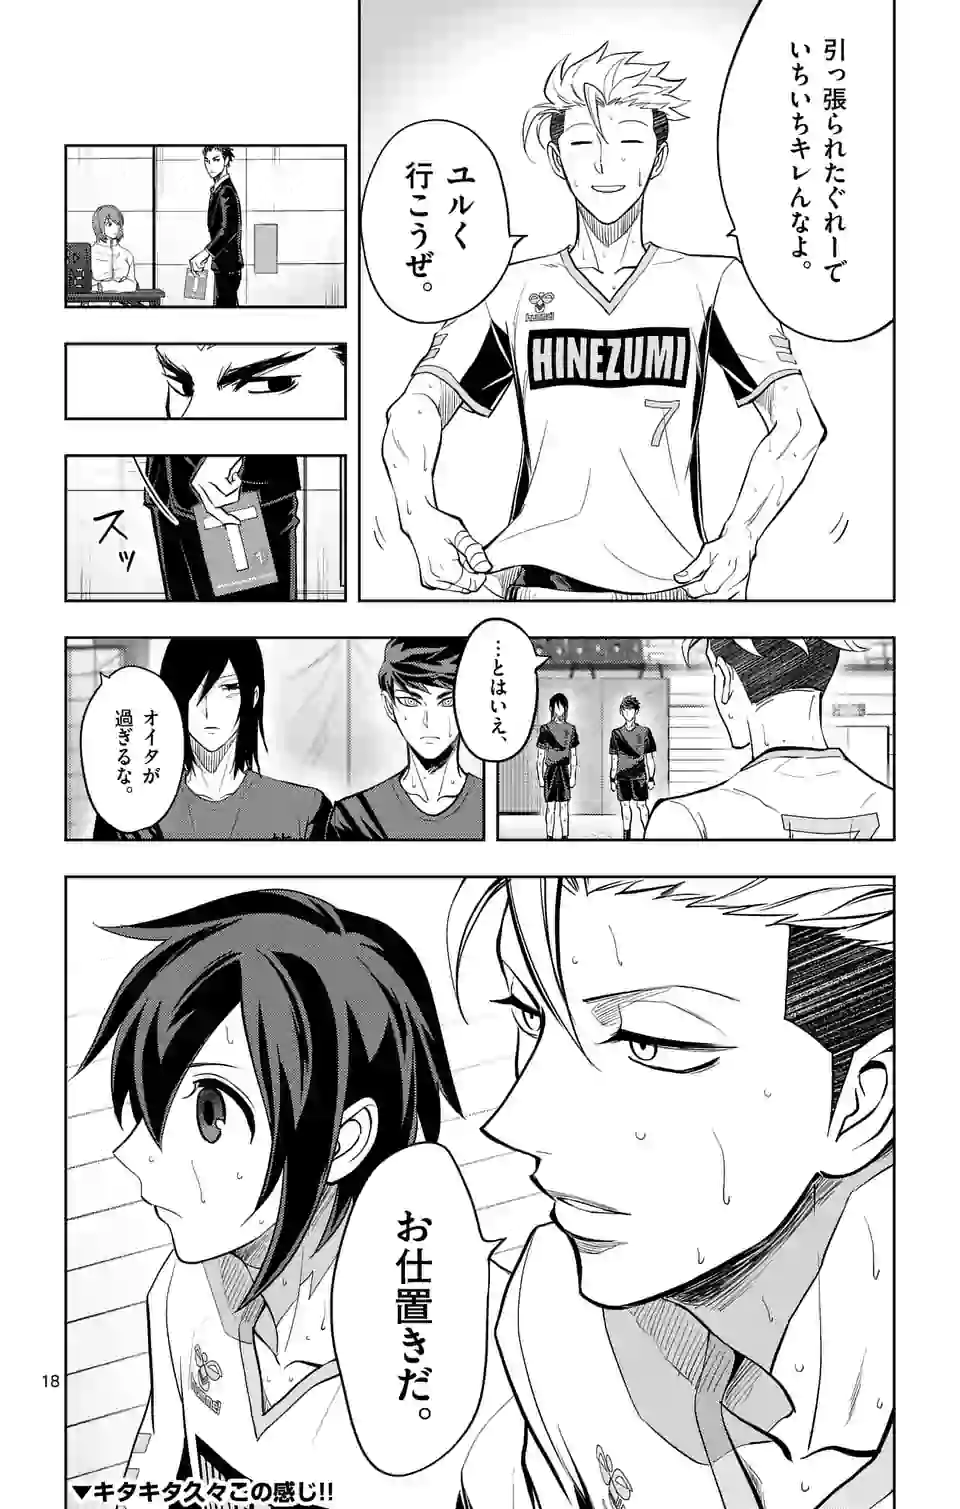 引っ張られたぐれーで
いちいちキレんなよ。
ユルく
行こうぜ。
HINEZUMI
7
スッ
T
1
…とはいえ、
オイタが
過ぎるな。
お仕置きだ。
18
▼キタキタ久々この感じ!!